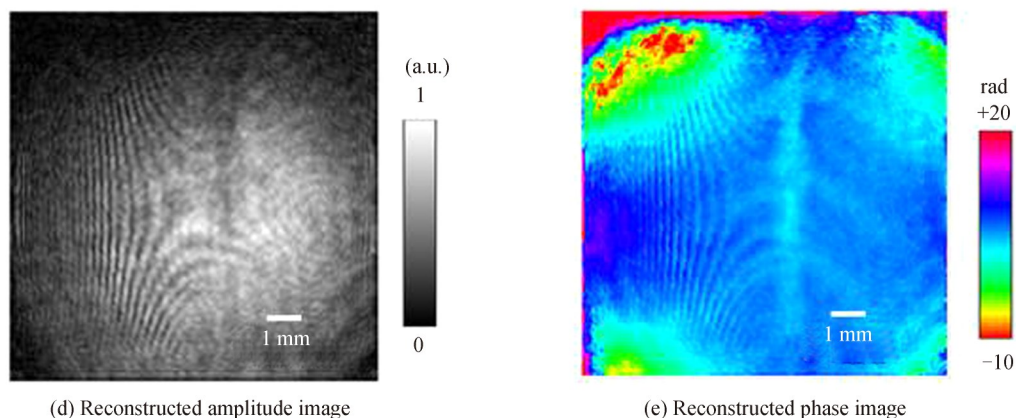 (a.u.)
1
0
1 mm
(d) Reconstructed amplitude image
rad
+20
−10
1 mm
(e) Reconstructed phase image